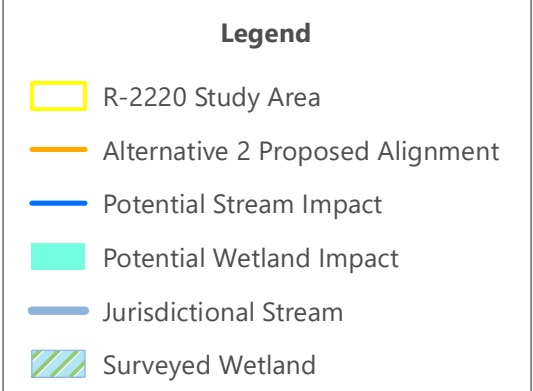 Legend
R-2220 Study Area
Alternative 2 Proposed Alignment
Potential Stream Impact
Potential Wetland Impact
Jurisdictional Stream
Surveyed Wetland